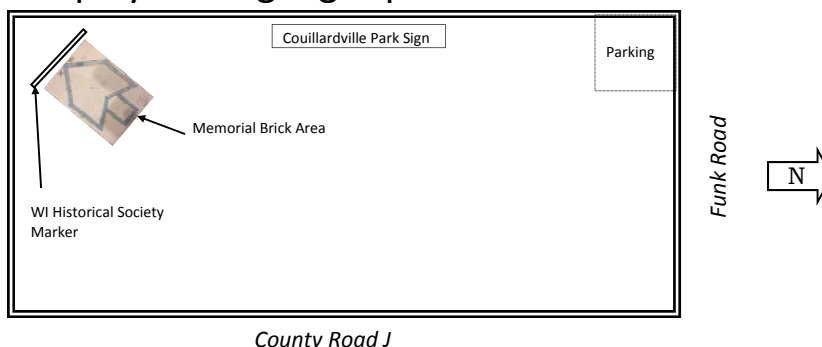 Couillardville Park Sign
Parking
Memorial Brick Area
WI Historical Society
Marker
Funk Road
N
County Road J